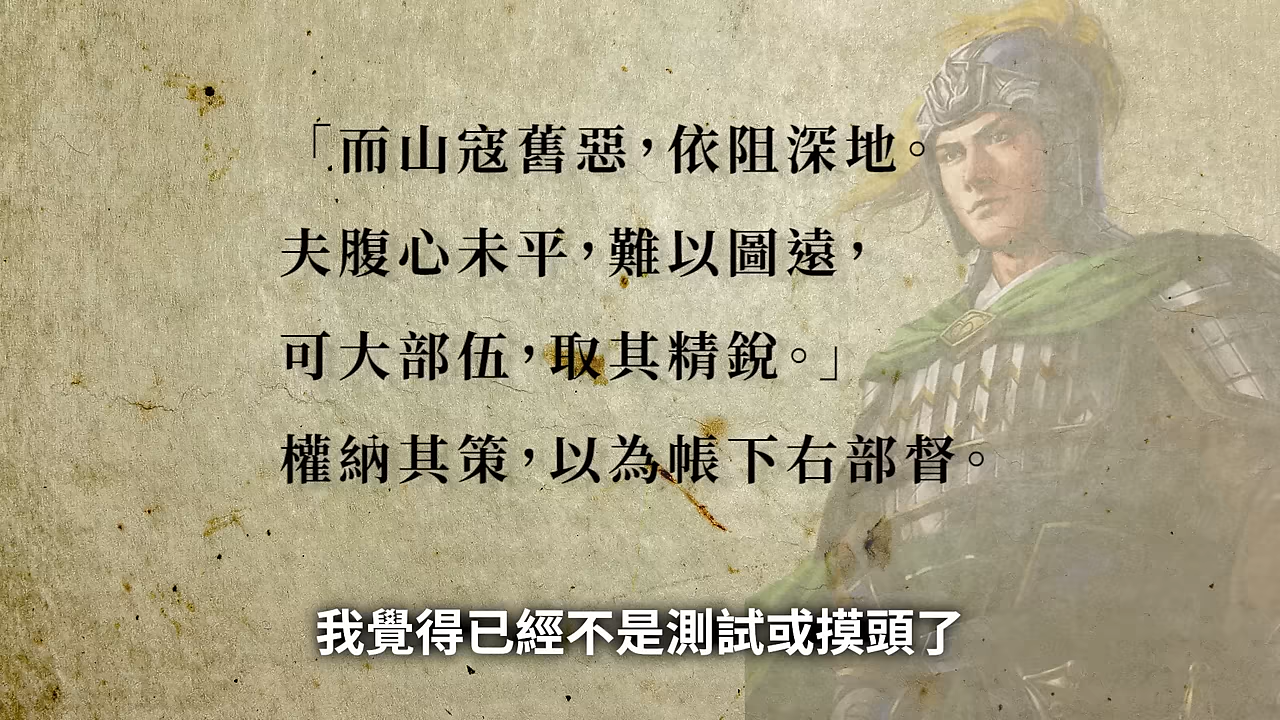 「而山寇舊惡，依阻深地。
夫腹心未平，難以圖遠，
可大部伍，取其精銳。」
權納其策，以為帳下右部督。
我覺得已經不是測試或摸頭了